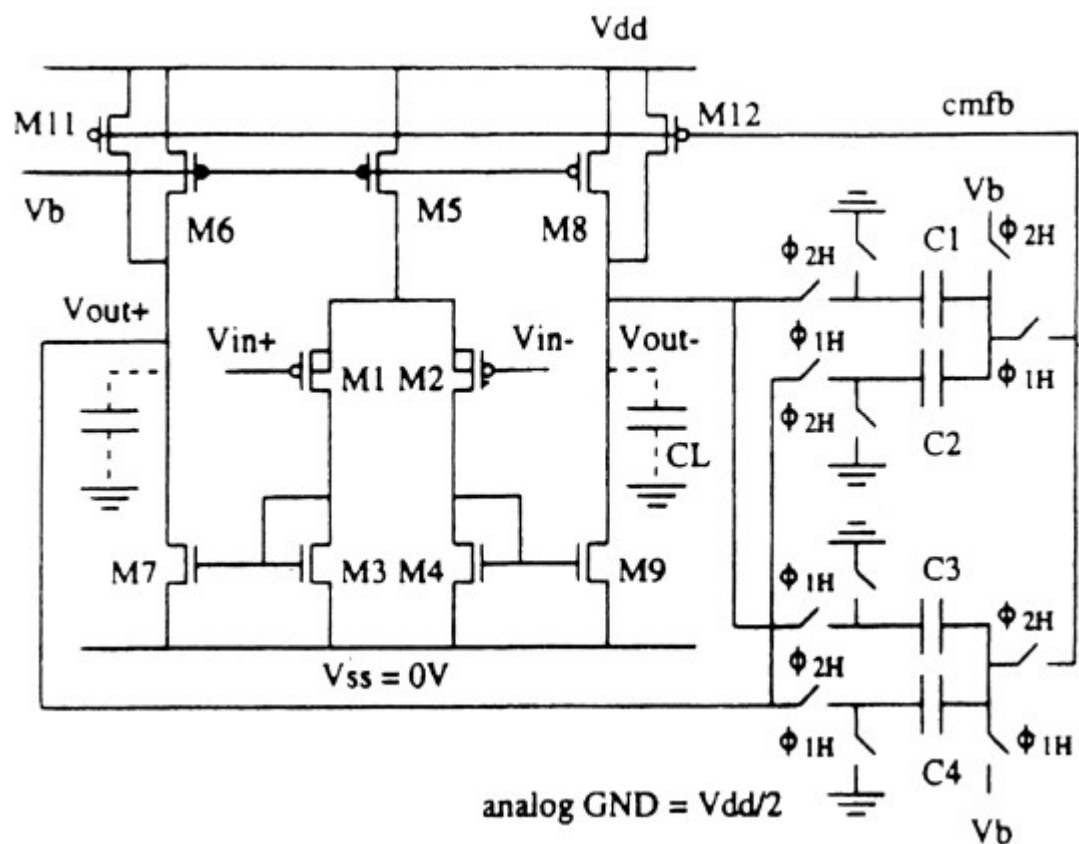 Vdd
M11
M12
cmfb
Vb
M6
M5
M8
Vb
ϕ2H
C1
ϕ2H
Vout+
Vin+
Vin-
Vout-
ϕ1H
M1
M2
ϕ1H
ϕ2H
C2
CL
M7
M3
M4
M9
ϕ1H
C3
ϕ2H
Vss = 0V
ϕ2H
ϕ1H
C4
ϕ1H
analog GND = Vdd/2
Vb